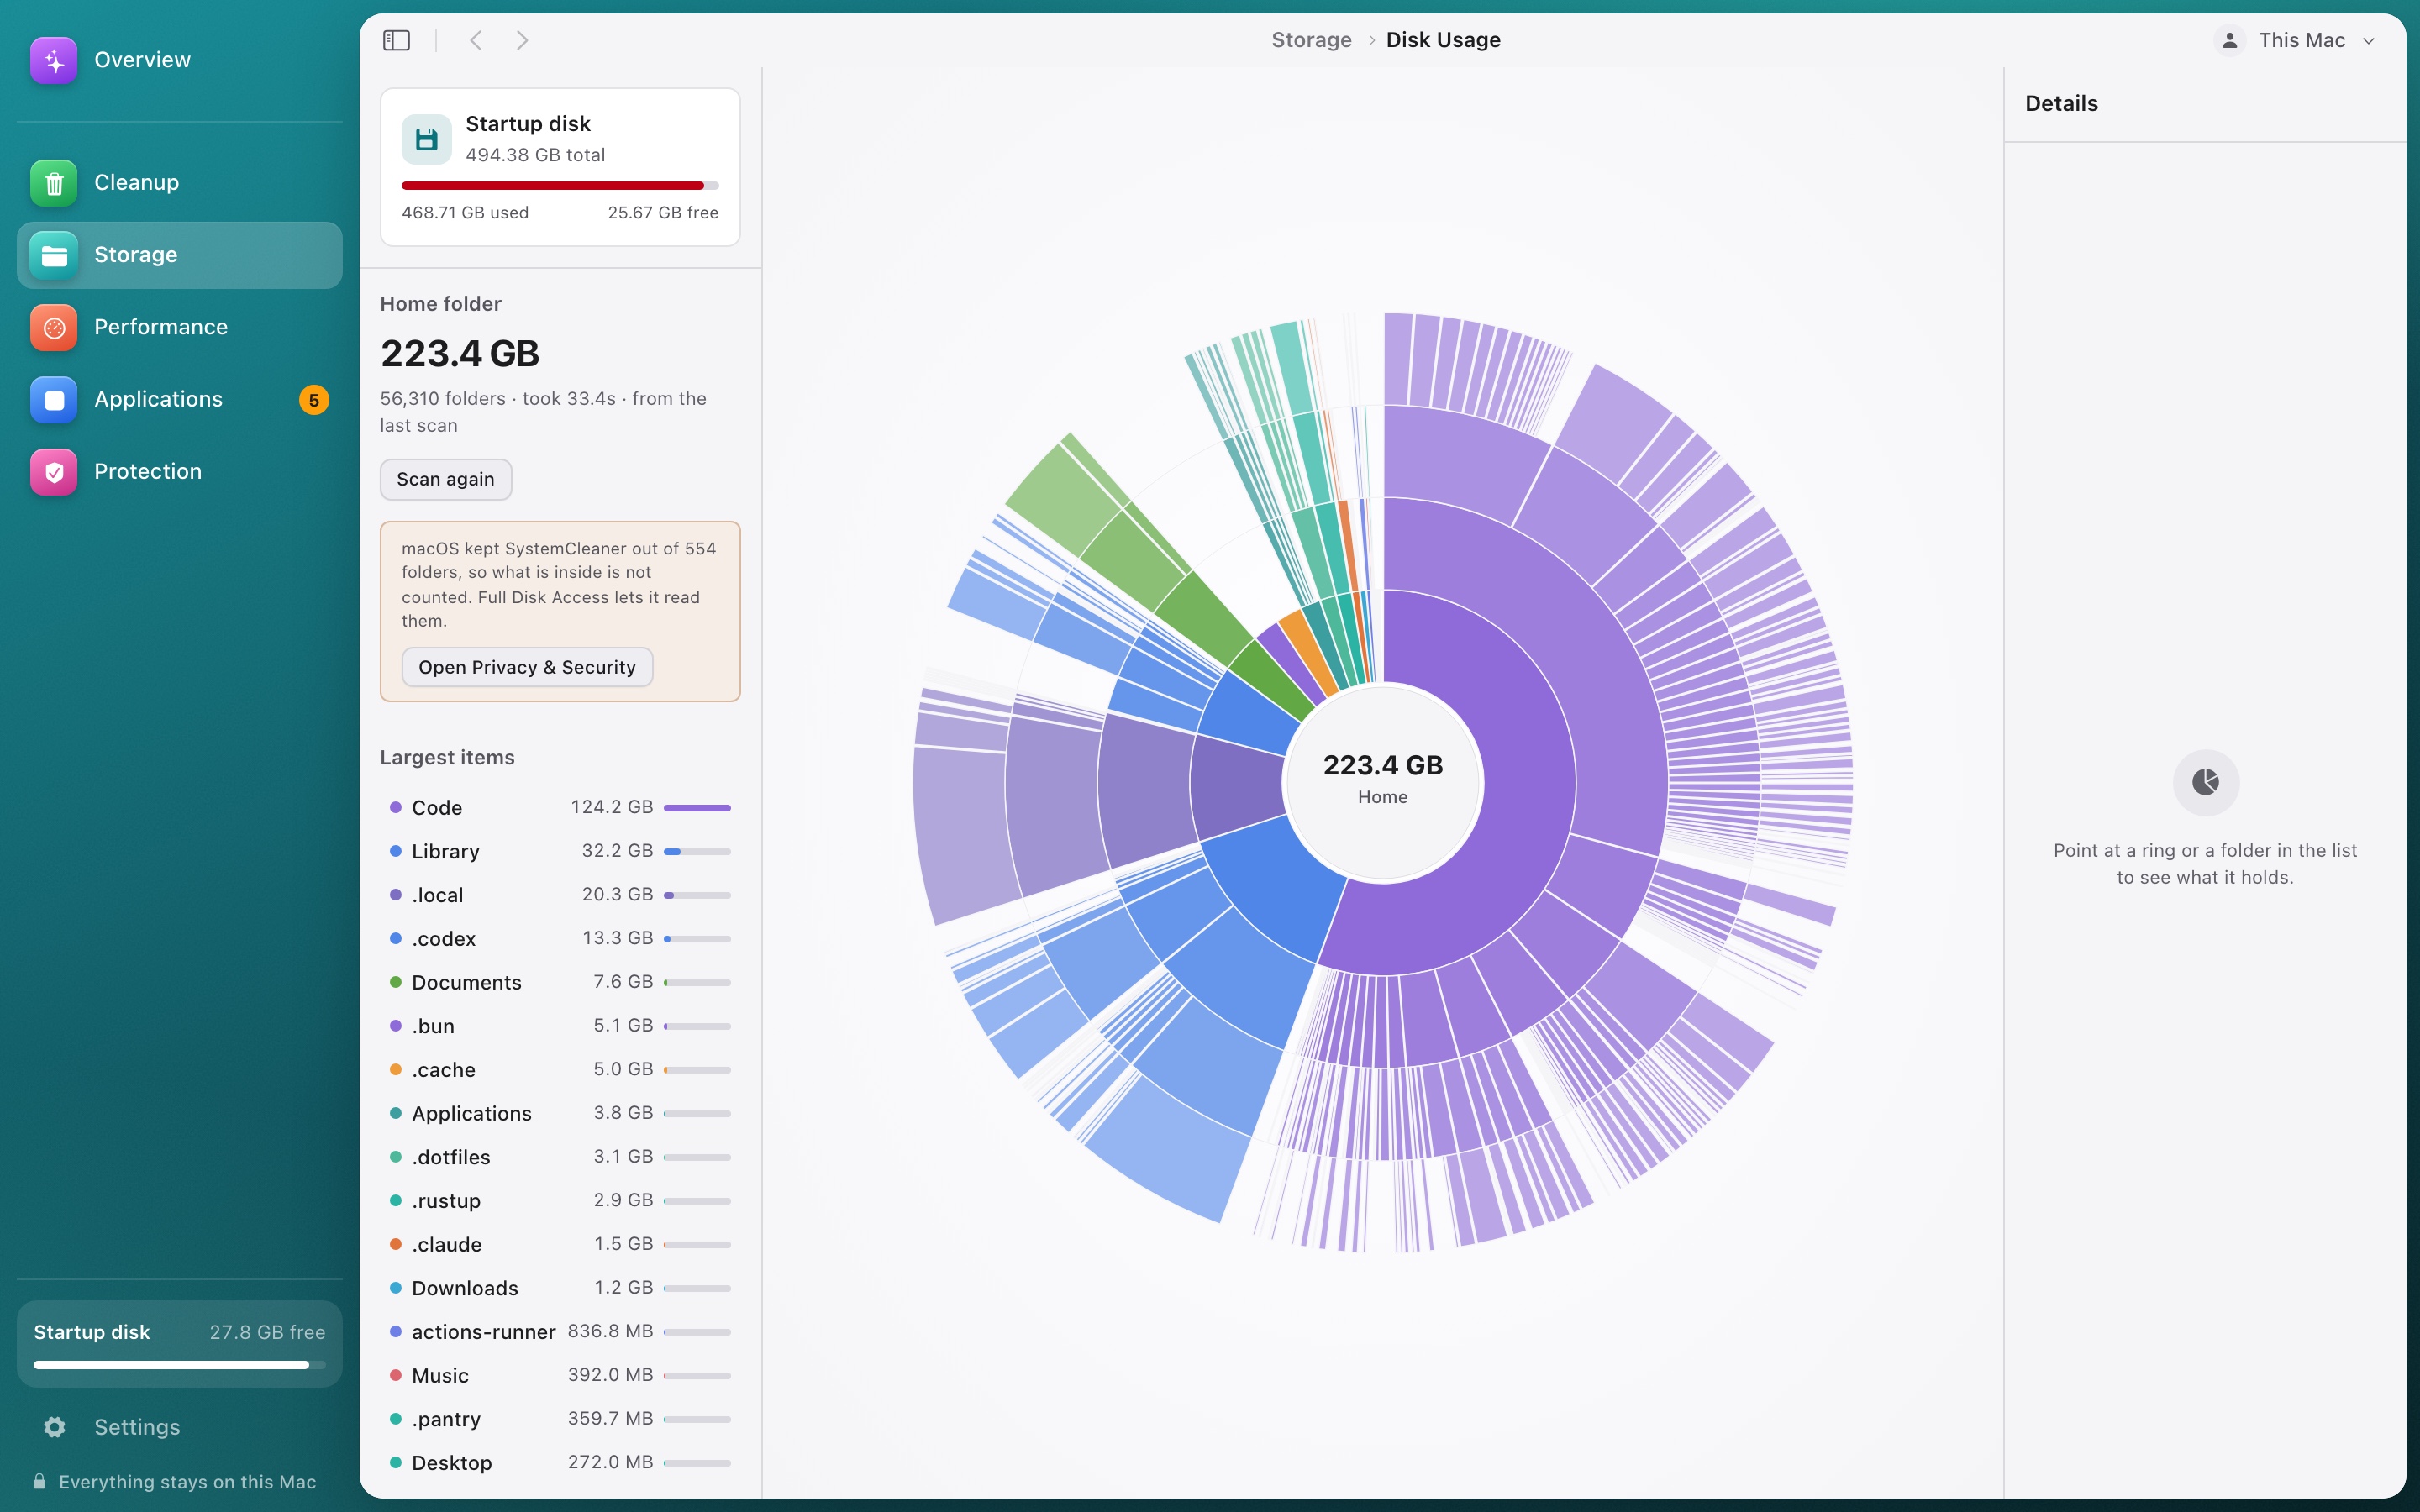 Overview
Cleanup
Storage
Performance
Applications 5
Protection
Startup disk 27.8 GB free
Settings
Everything stays on this Mac
Storage › Disk Usage
This Mac
Startup disk
494.38 GB total
468.71 GB used 25.67 GB free
Home folder
223.4 GB
56,310 folders · took 33.4s · from the
last scan
Scan again
macOS kept SystemCleaner out of 554
folders, so what is inside is not
counted. Full Disk Access lets it read
them.
Open Privacy & Security
Largest items
Code 124.2 GB
Library 32.2 GB
.local 20.3 GB
.codex 13.3 GB
Documents 7.6 GB
.bun 5.1 GB
.cache 5.0 GB
Applications 3.8 GB
.dotfiles 3.1 GB
.rustup 2.9 GB
.claude 1.5 GB
Downloads 1.2 GB
actions-runner 836.8 MB
Music 392.0 MB
.pantry 359.7 MB
Desktop 272.0 MB
223.4 GB
Home
Details
Point at a ring or a folder in the list
to see what it holds.